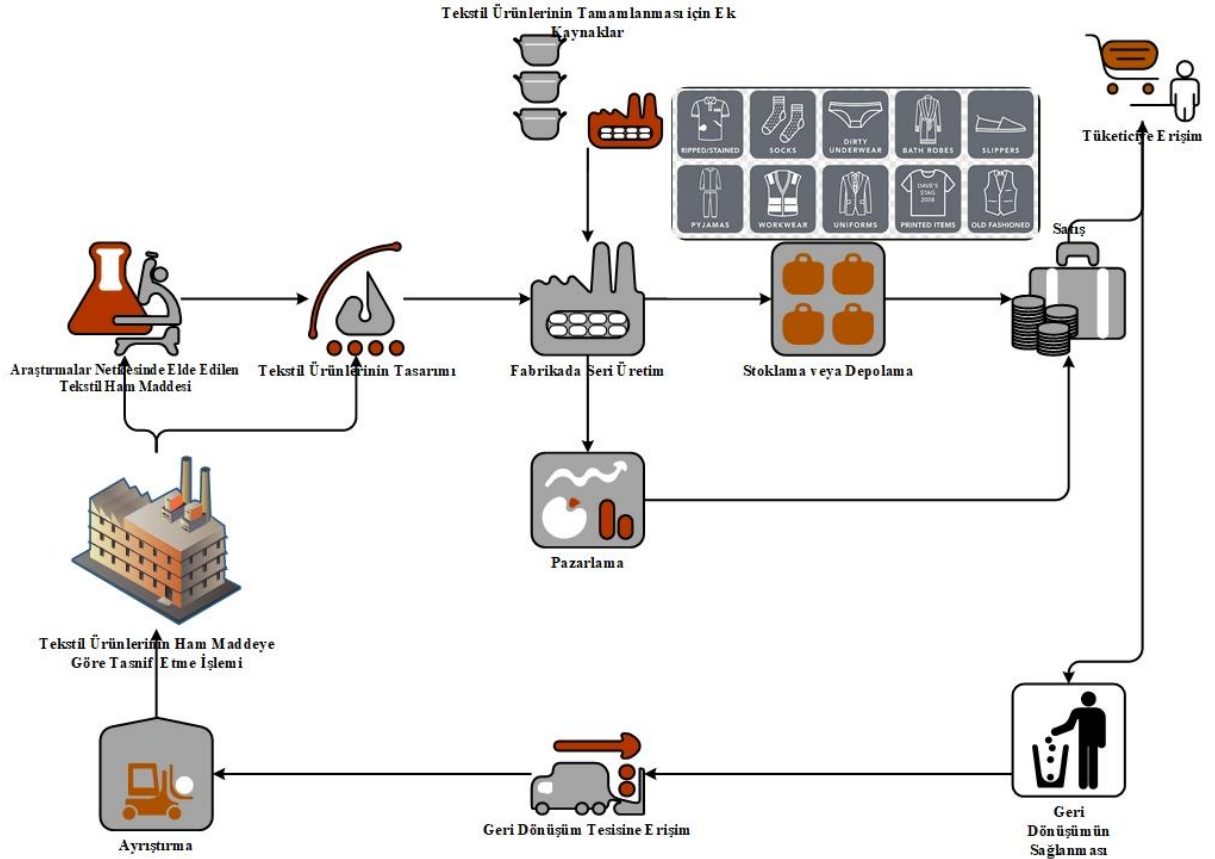 Tekstil Ürünlerinin Tamamlanması için Ek
Kaynaklar
Tüketiciye Erişim
RIPPED/STAINED
SOCKS
DIRTY
UNDERWEAR
BATH ROBES
SLIPPERS
PYJAMAS
WORKWEAR
UNIFORMS
DAVE'S
STAG
2008
PRINTED ITEMS
OLD FASHIONED
Satış
Araştırmalar Neticesinde Elde Edilen
Tekstil Ham Maddesi
Tekstil Ürünlerinin Tasarımı
Fabrikada Seri Üretim
Stoklama veya Depolama
Pazarlama
Tekstil Ürünlerinin Ham Maddeye
Göre Tasnif Etme İşlemi
Ayrıştırma
Geri Dönüşüm Tesisine Erişim
Geri
Dönüşümün
Sağlanması